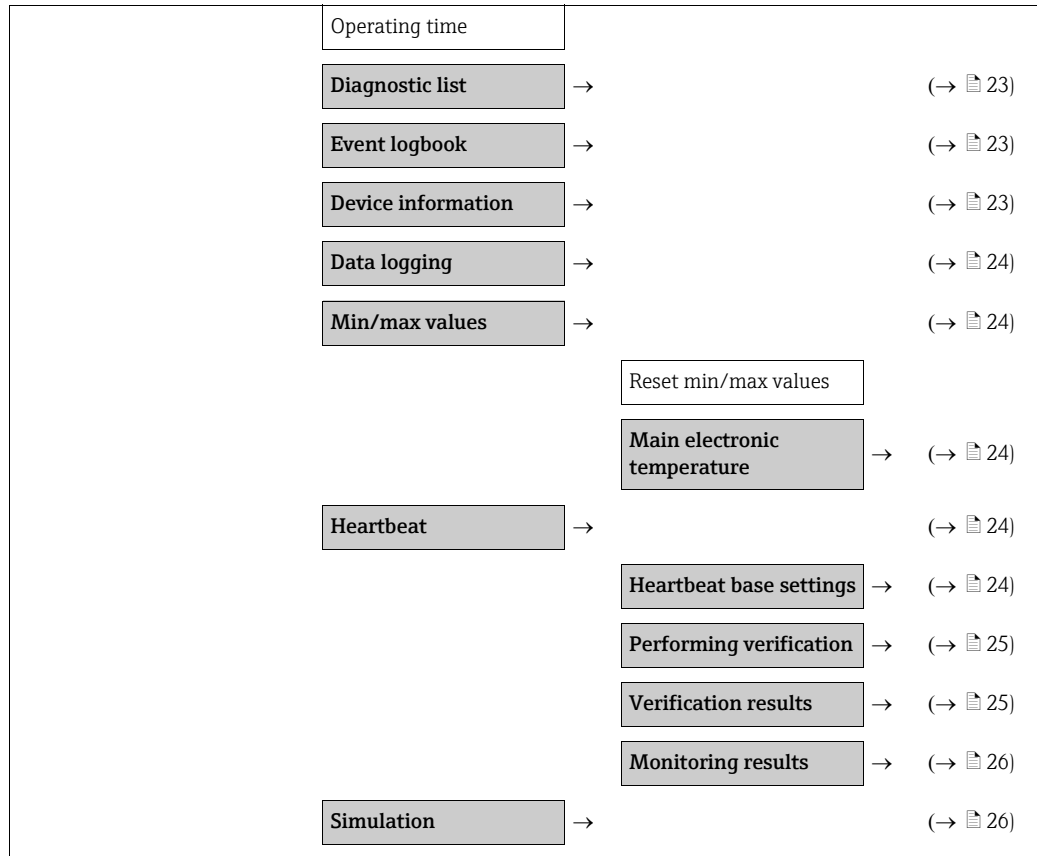 Operating time
Diagnostic list → (→ 23)
Event logbook → (→ 23)
Device information → (→ 23)
Data logging → (→ 24)
Min/max values → (→ 24)
Reset min/max values
Main electronic
temperature → (→ 24)
Heartbeat → (→ 24)
Heartbeat base settings → (→ 24)
Performing verification → (→ 25)
Verification results → (→ 25)
Monitoring results → (→ 26)
Simulation → (→ 26)